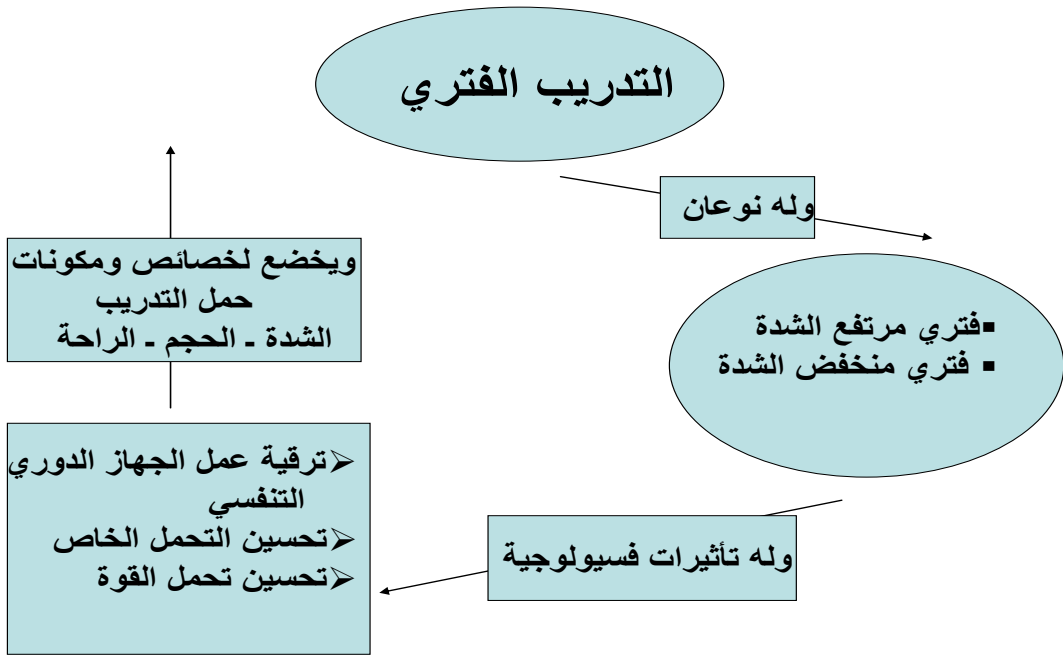 التدريب الفتري
وله نوعان
▪فتري مرتفع الشدة
▪ فتري منخفض الشدة
وله تأثيرات فسيولوجية
➢ترقية عمل الجهاز الدوري
التنفسي
➢تحسين التحمل الخاص
➢تحسين تحمل القوة
ويخضع لخصائص ومكونات
حمل التدريب
الشدة ـ الحجم ـ الراحة